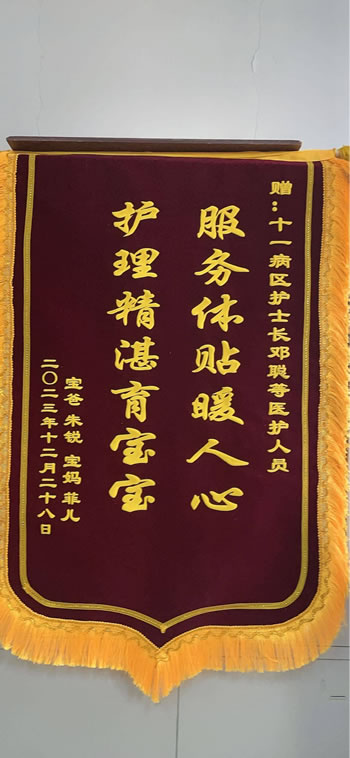 赠：十一病区护士长邓聪等医护人员
服务体贴暖人心
护理精湛育宝宝
宝爸 朱锐 宝妈 菲儿
二〇二三年十二月二十八日